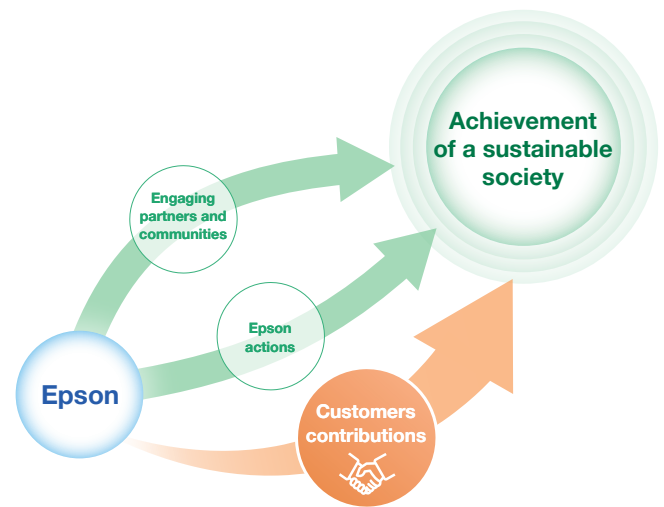 Achievement
of a sustainable
society
Engaging
partners and
communities
Epson
actions
Epson
Customers
contributions